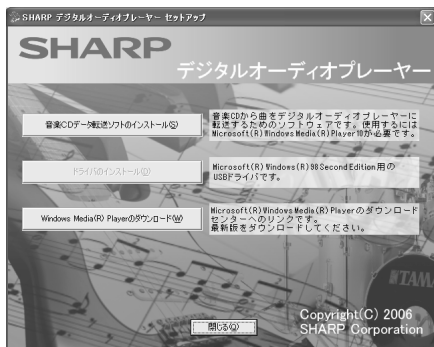 SHARP デジタルオーディオプレーヤー セットアップ
SHARP
デジタルオーディオプレーヤー
音楽CDデータ転送ソフトのインストール(S)
音楽CDから曲をデジタルオーディオプレーヤーに
転送するためのソフトウェアです。使用するには
Microsoft(R)Windows Media(R)Player10が必要です。
ドライバのインストール(D)
Microsoft(R)Windows(R)98 Second Edition用の
USBドライバです。
Windows Media(R) Playerのダウンロード(W)
Microsoft(R)Windows Media(R)Playerのダウンロード
センターへのリンクです。
最新版をダウンロードしてください。
TAMA
閉じる(Q)
Copyright(C) 2006
SHARP Corporation